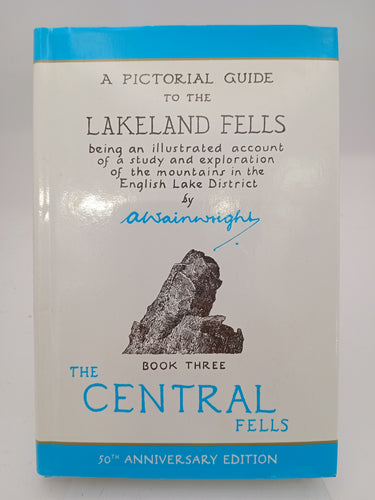 A PICTORIAL GUIDE
TO THE
LAKELAND FELLS
being an illustrated account
of a study and exploration
of the mountains in the
English Lake District
by
AWainwright
BOOK THREE
THE
CENTRAL
FELLS
50TH ANNIVERSARY EDITION